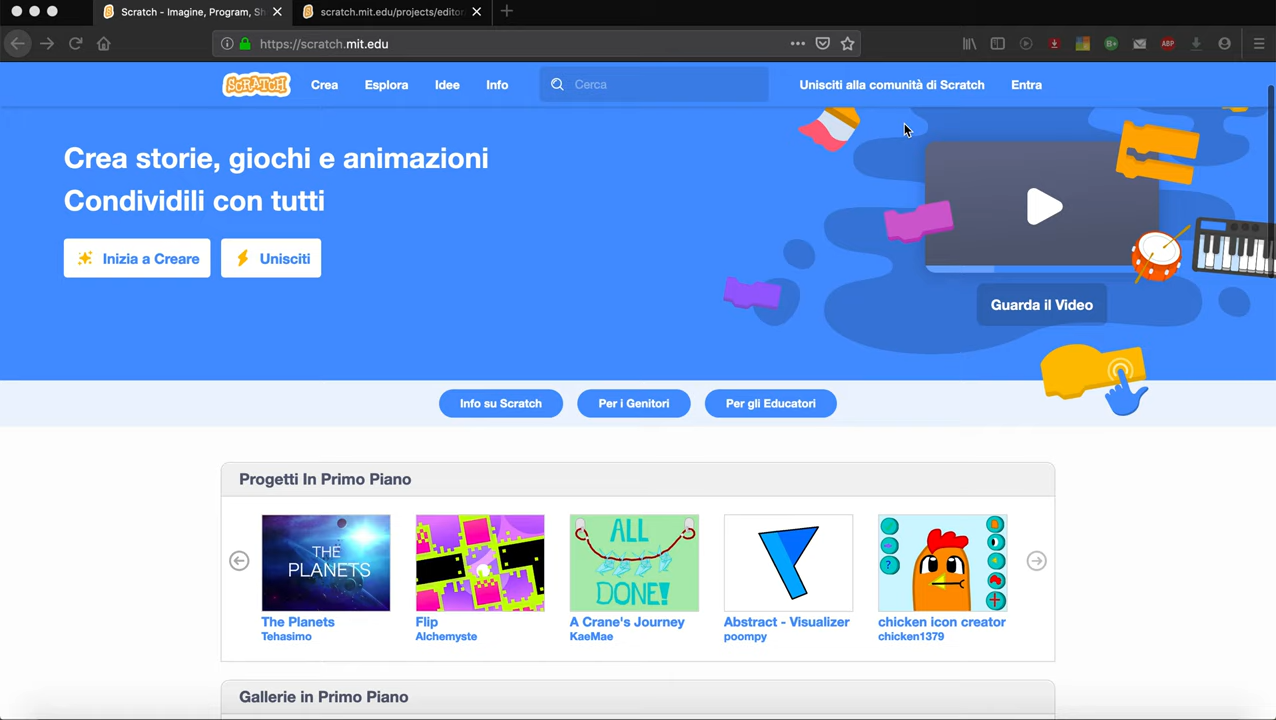 Scratch - Imagine, Program, Sh
scratch.mit.edu/projects/editor
https://scratch.mit.edu
SCRATCH Crea Esplora Idee Info Cerca Unisciti alla comunità di Scratch Entra
Crea storie, giochi e animazioni
Condividili con tutti
Inizia a Creare Unisciti
Guarda il Video
Info su Scratch Per i Genitori Per gli Educatori
Progetti In Primo Piano
THE
PLANETS
ALL
DONE!
?
The Planets Flip A Crane's Journey Abstract - Visualizer chicken icon creator
Tehasimo Alchemyste KaeMae poompy chicken1379
Gallerie in Primo Piano
ABP
B+